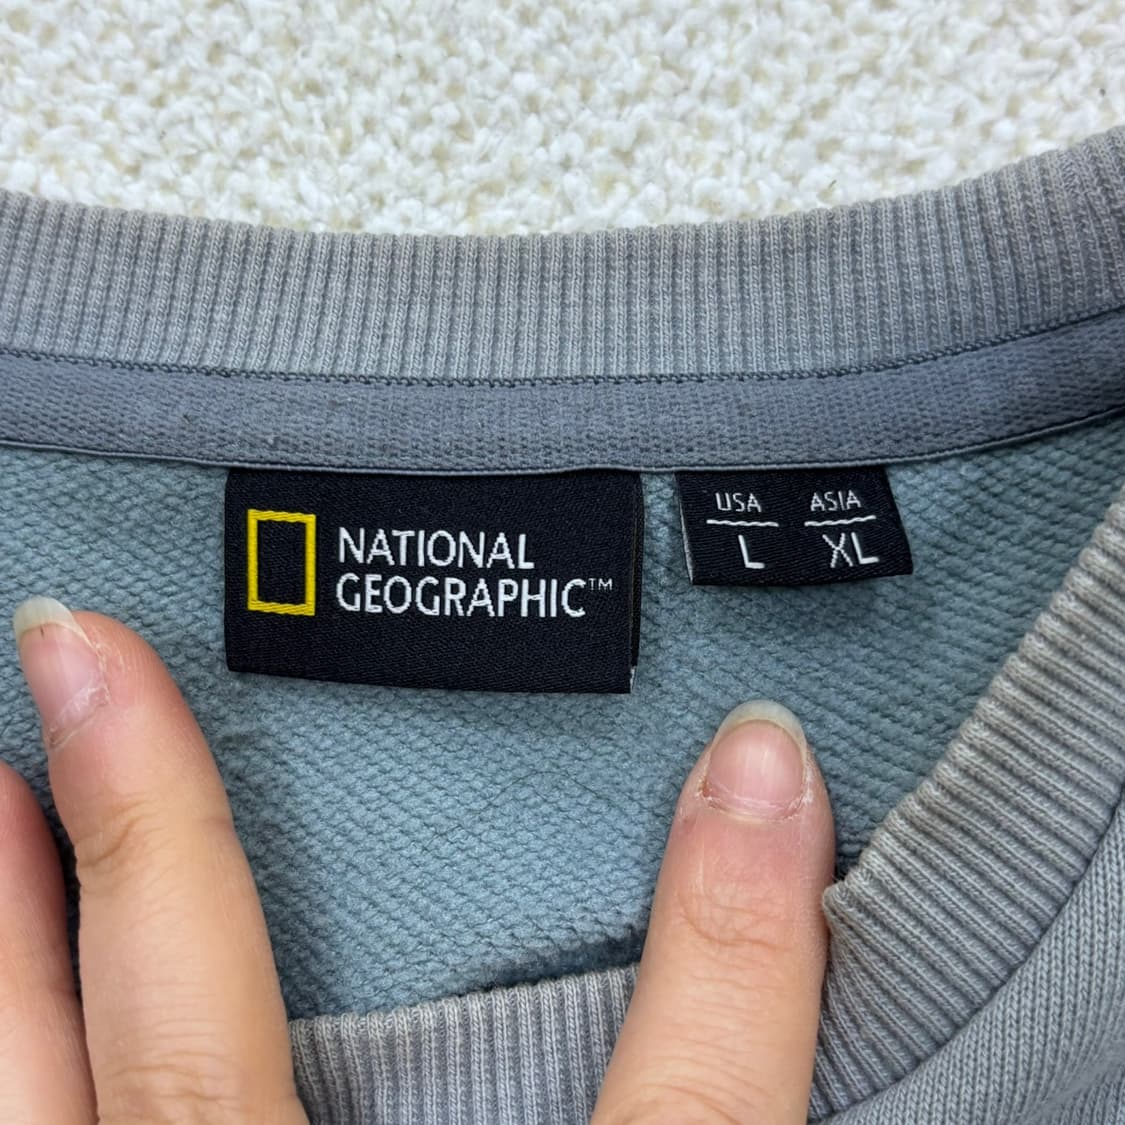 NATIONAL
GEOGRAPHIC™
USA ASIA
L XL